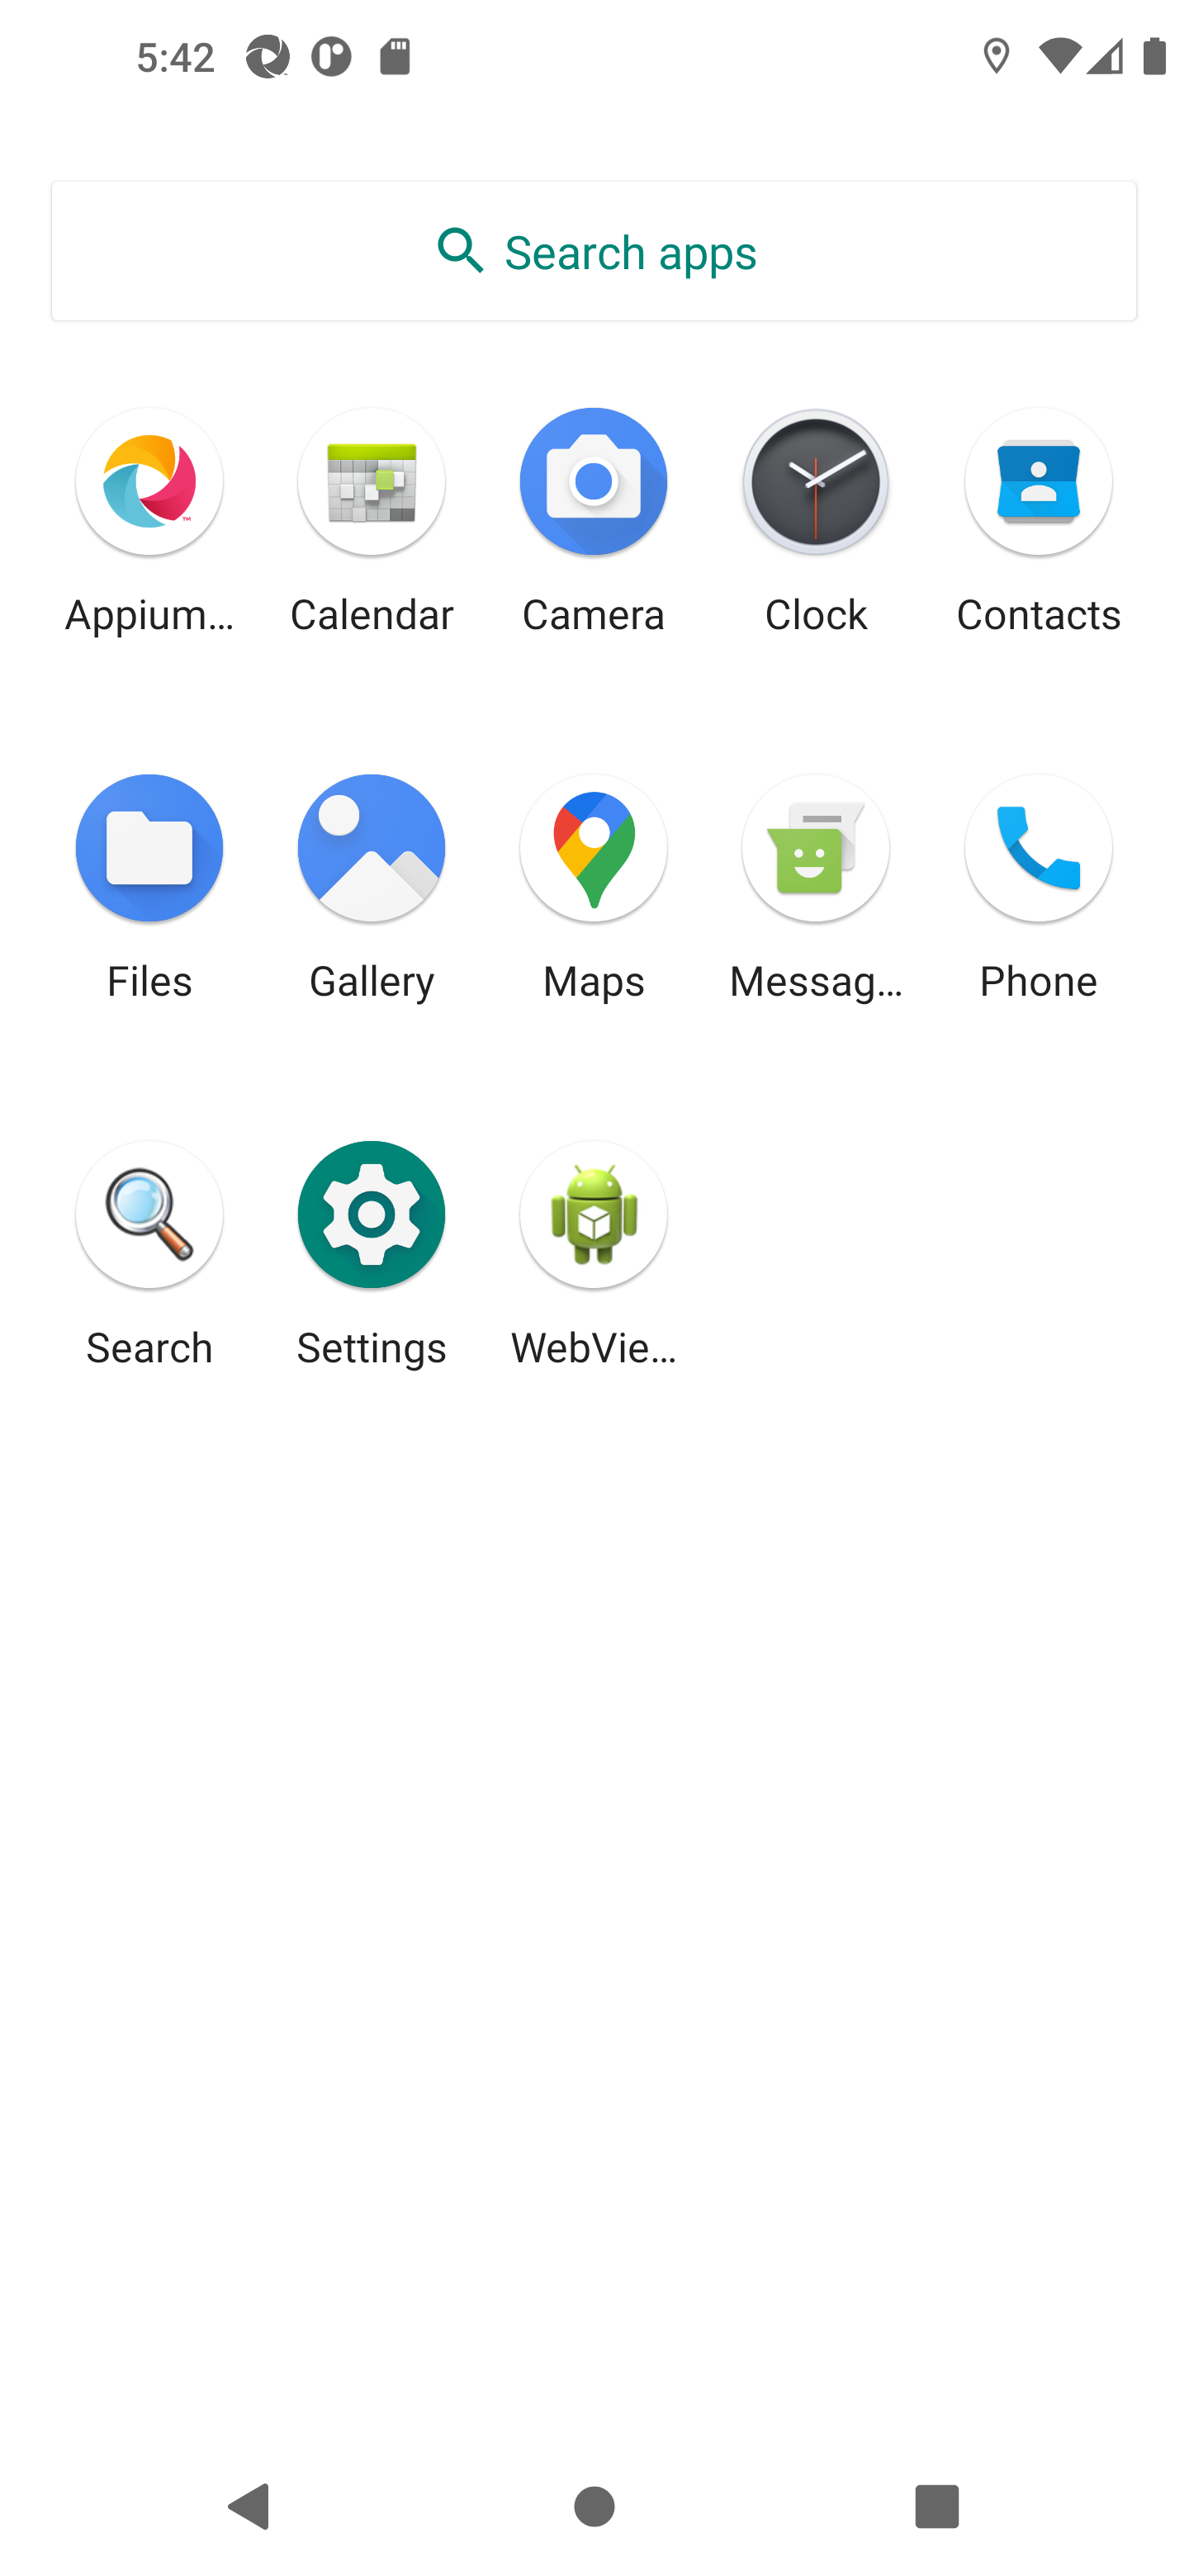 5:42
Search apps
Appium…
Calendar
Camera
Clock
Contacts
Files
Gallery
Maps
Messag…
Phone
Search
Settings
WebVie…